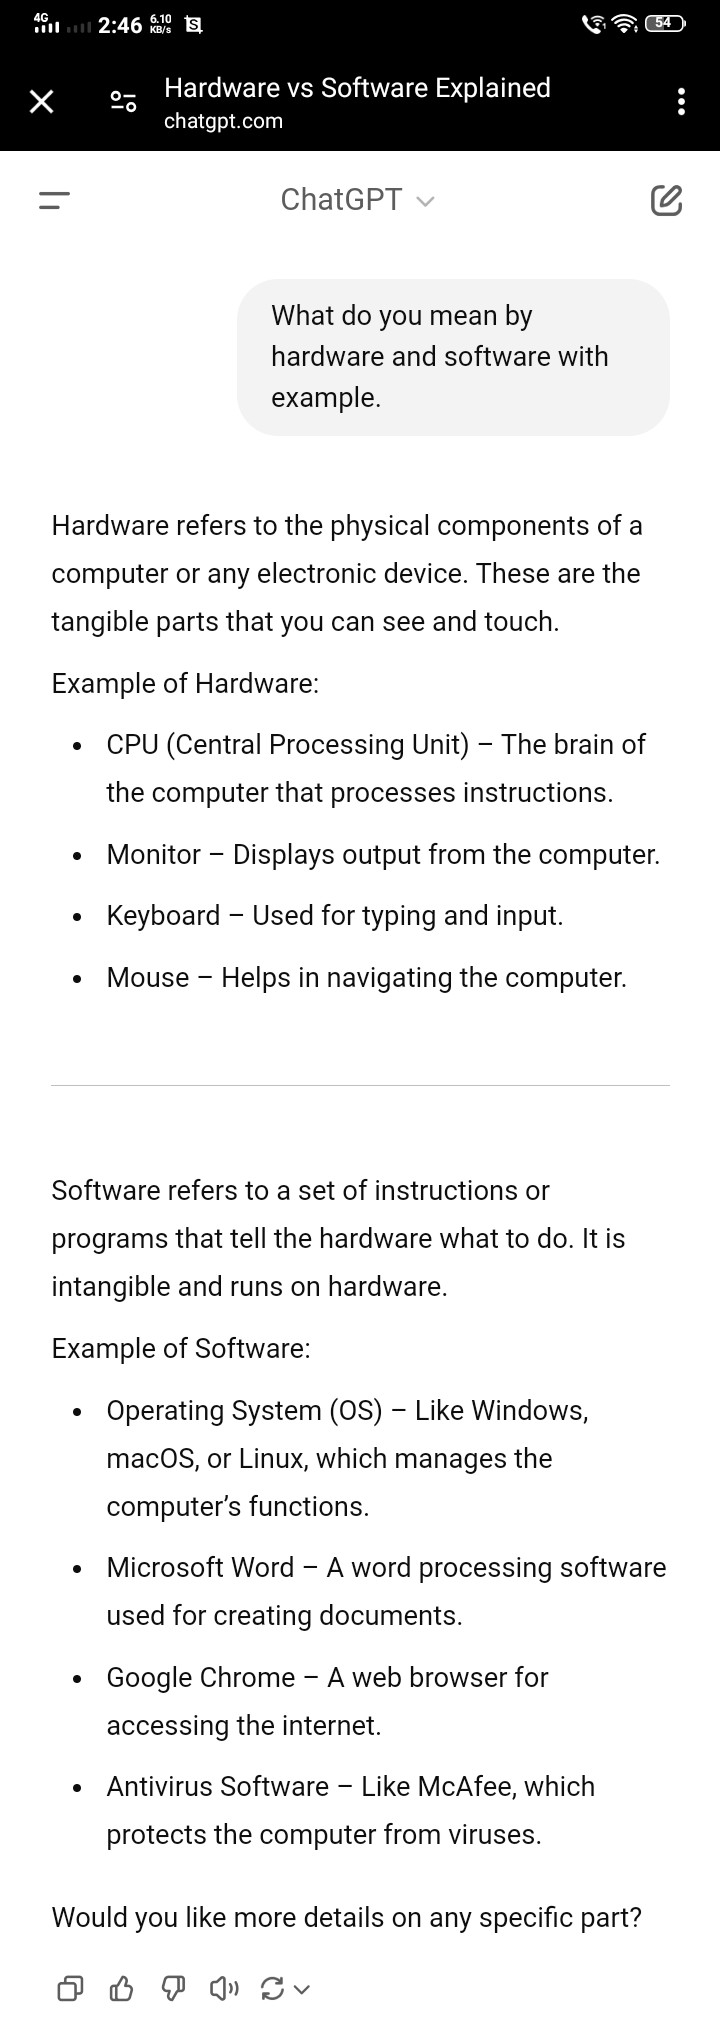 4G 2:46 6.10 KB/s S 54
Hardware vs Software Explained
chatgpt.com
ChatGPT
What do you mean by
hardware and software with
example.
Hardware refers to the physical components of a
computer or any electronic device. These are the
tangible parts that you can see and touch.
Example of Hardware:
• CPU (Central Processing Unit) – The brain of
the computer that processes instructions.
• Monitor – Displays output from the computer.
• Keyboard – Used for typing and input.
• Mouse – Helps in navigating the computer.
Software refers to a set of instructions or
programs that tell the hardware what to do. It is
intangible and runs on hardware.
Example of Software:
• Operating System (OS) – Like Windows,
macOS, or Linux, which manages the
computer’s functions.
• Microsoft Word – A word processing software
used for creating documents.
• Google Chrome – A web browser for
accessing the internet.
• Antivirus Software – Like McAfee, which
protects the computer from viruses.
Would you like more details on any specific part?